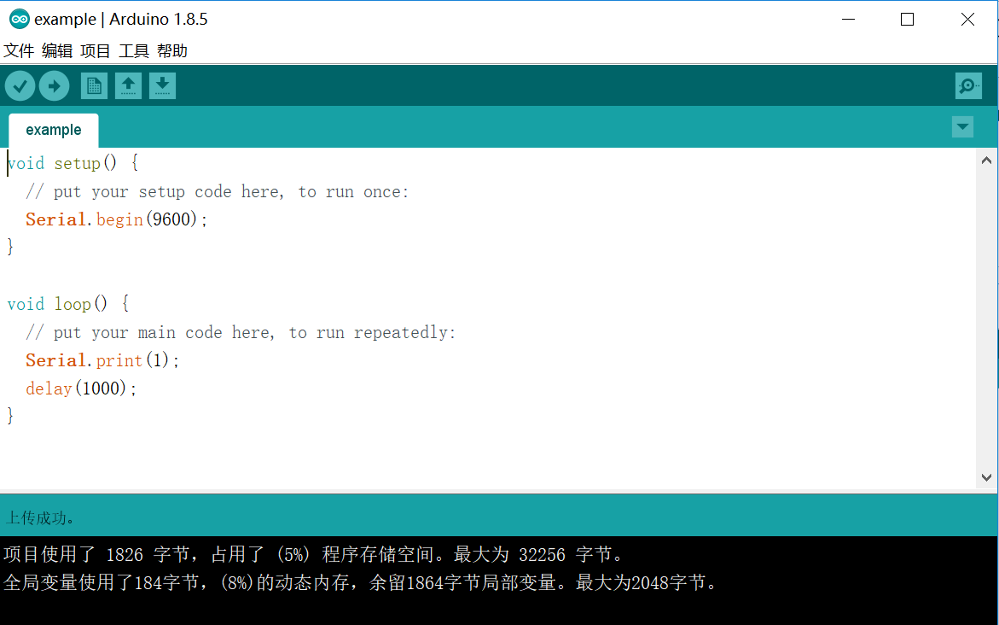 example | Arduino 1.8.5
文件 编辑 项目 工具 帮助
example
void setup() {
  // put your setup code here, to run once:
  Serial.begin(9600);
}
void loop() {
  // put your main code here, to run repeatedly:
  Serial.print(1);
  delay(1000);
}
上传成功。
项目使用了 1826 字节，占用了 (5%) 程序存储空间。最大为 32256 字节。
全局变量使用了184字节，(8%)的动态内存，余留1864字节局部变量。最大为2048字节。